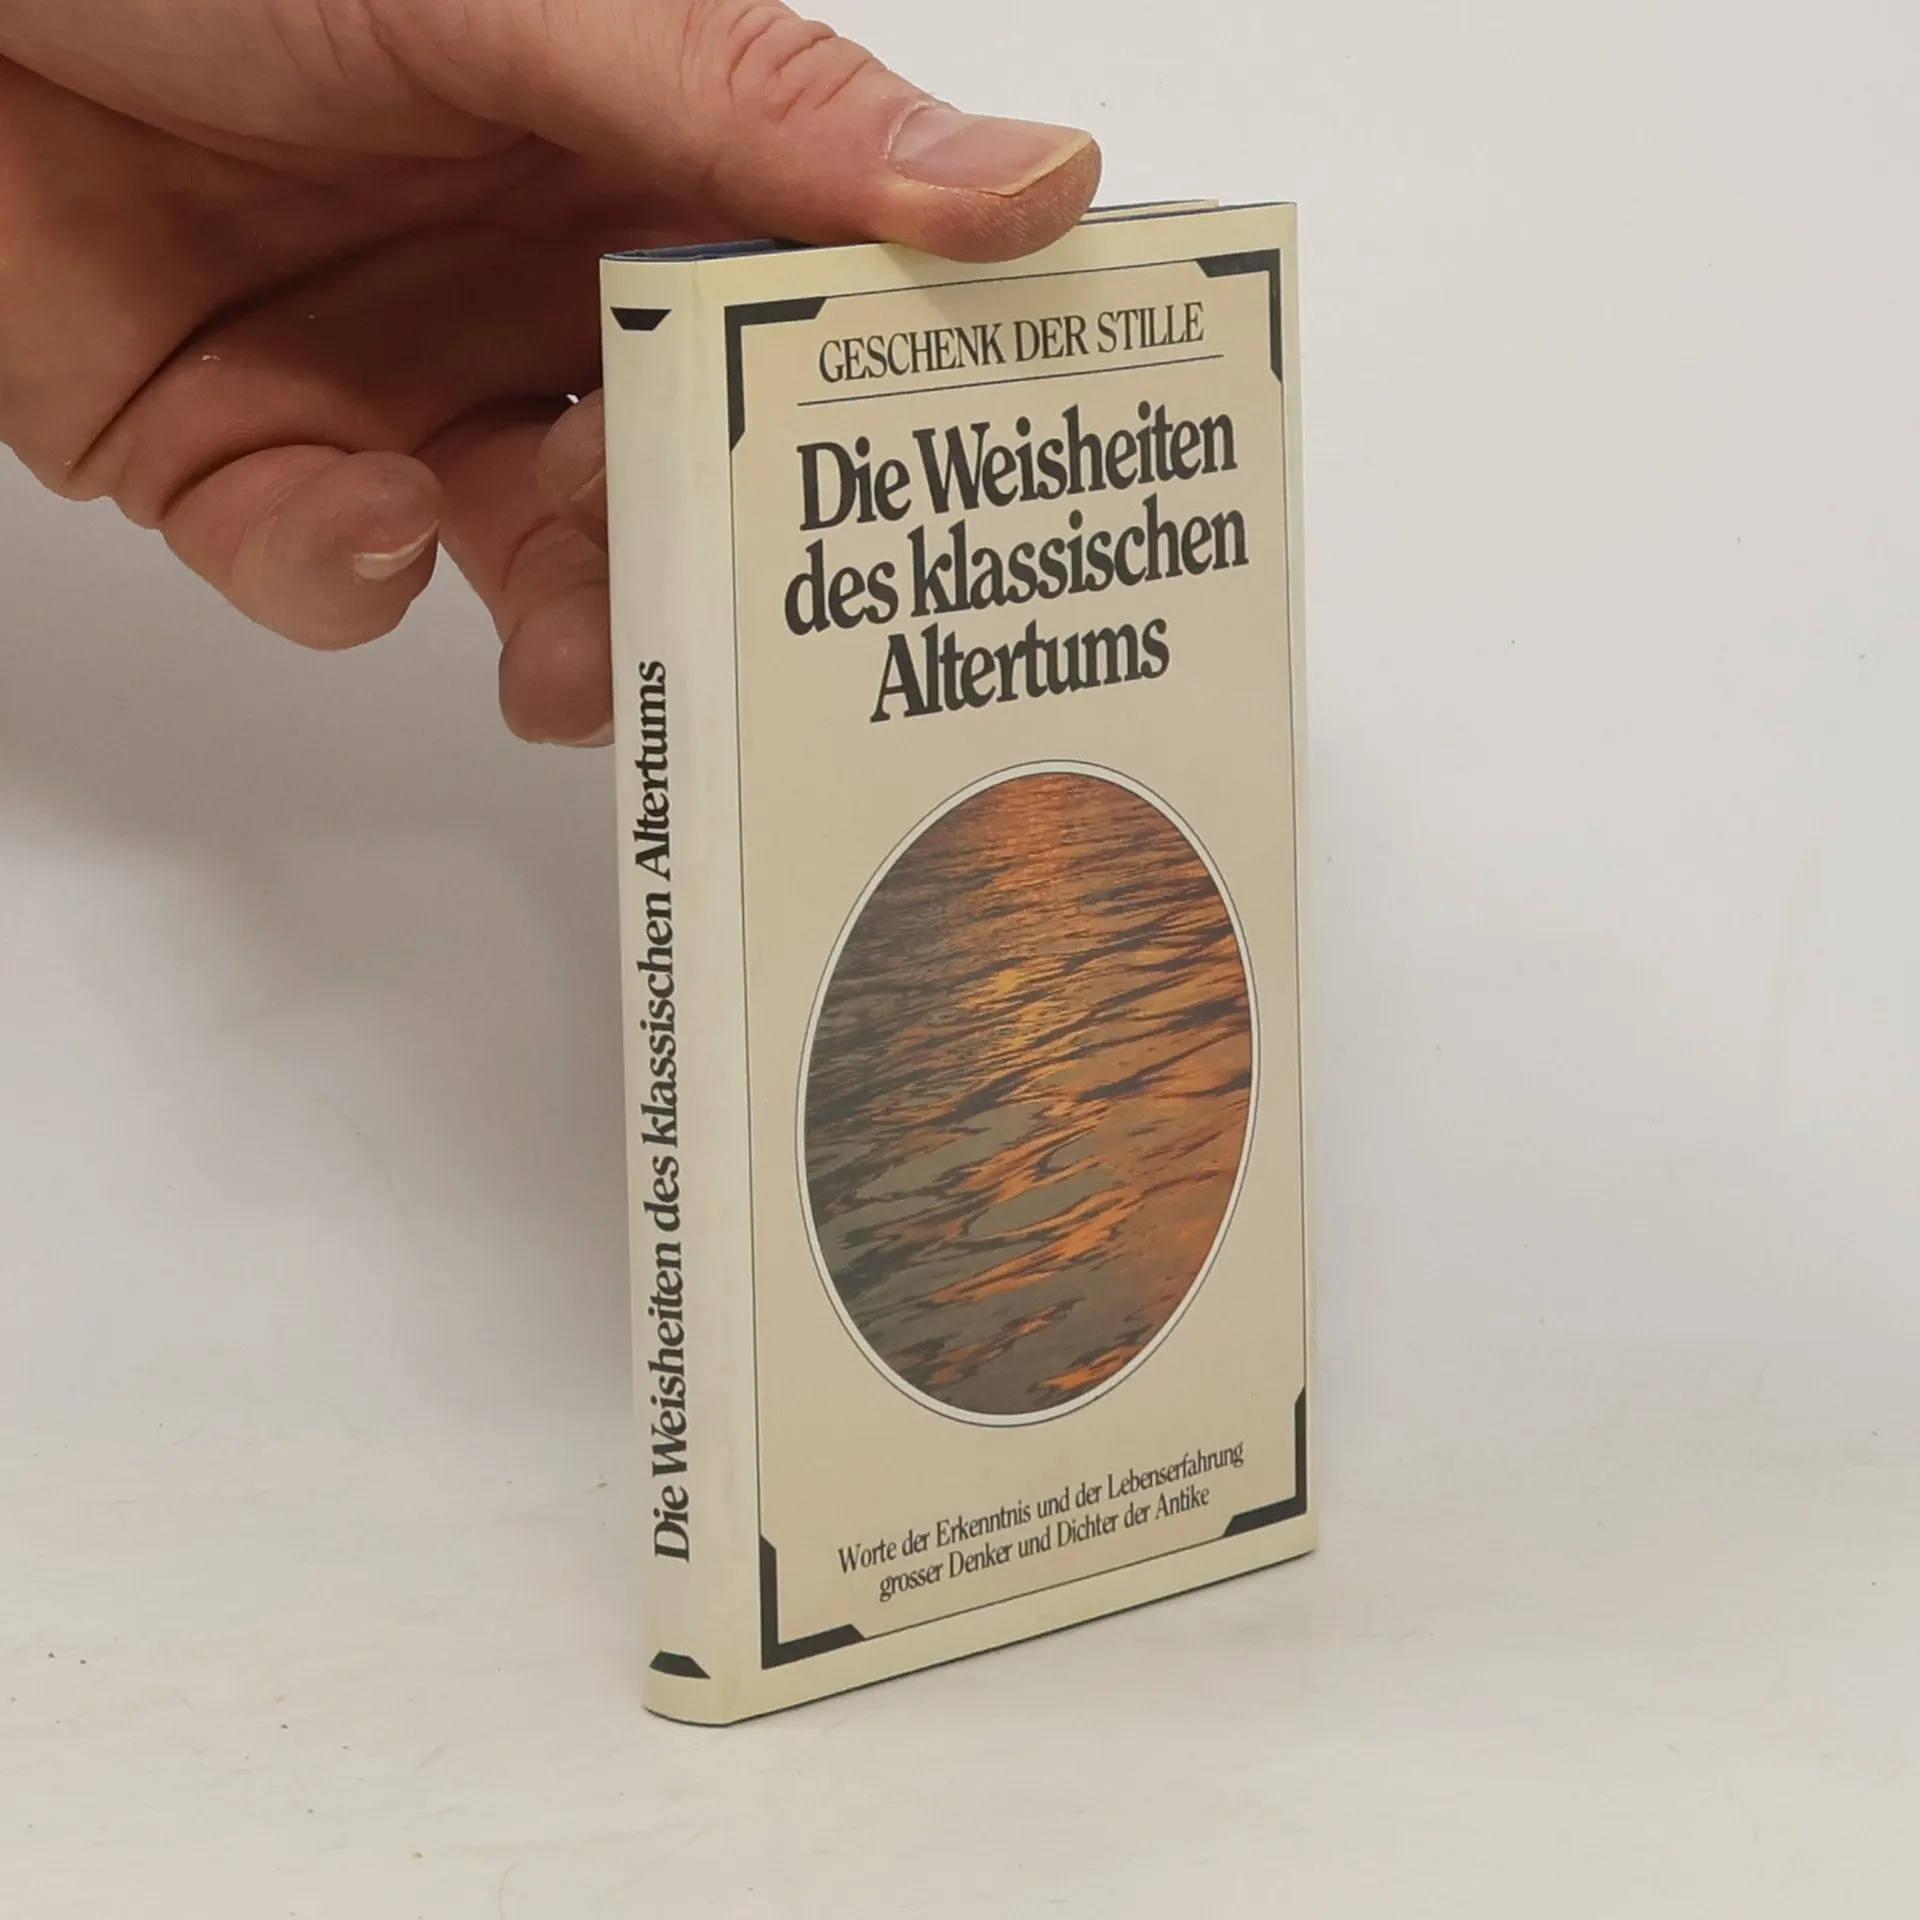 Die Weisheiten des klassischen Altertums
GESCHENK DER STILLE
Die Weisheiten
des klassischen
Altertums
Worte der Erkenntnis und der Lebenserfahrung
grosser Denker und Dichter der Antike